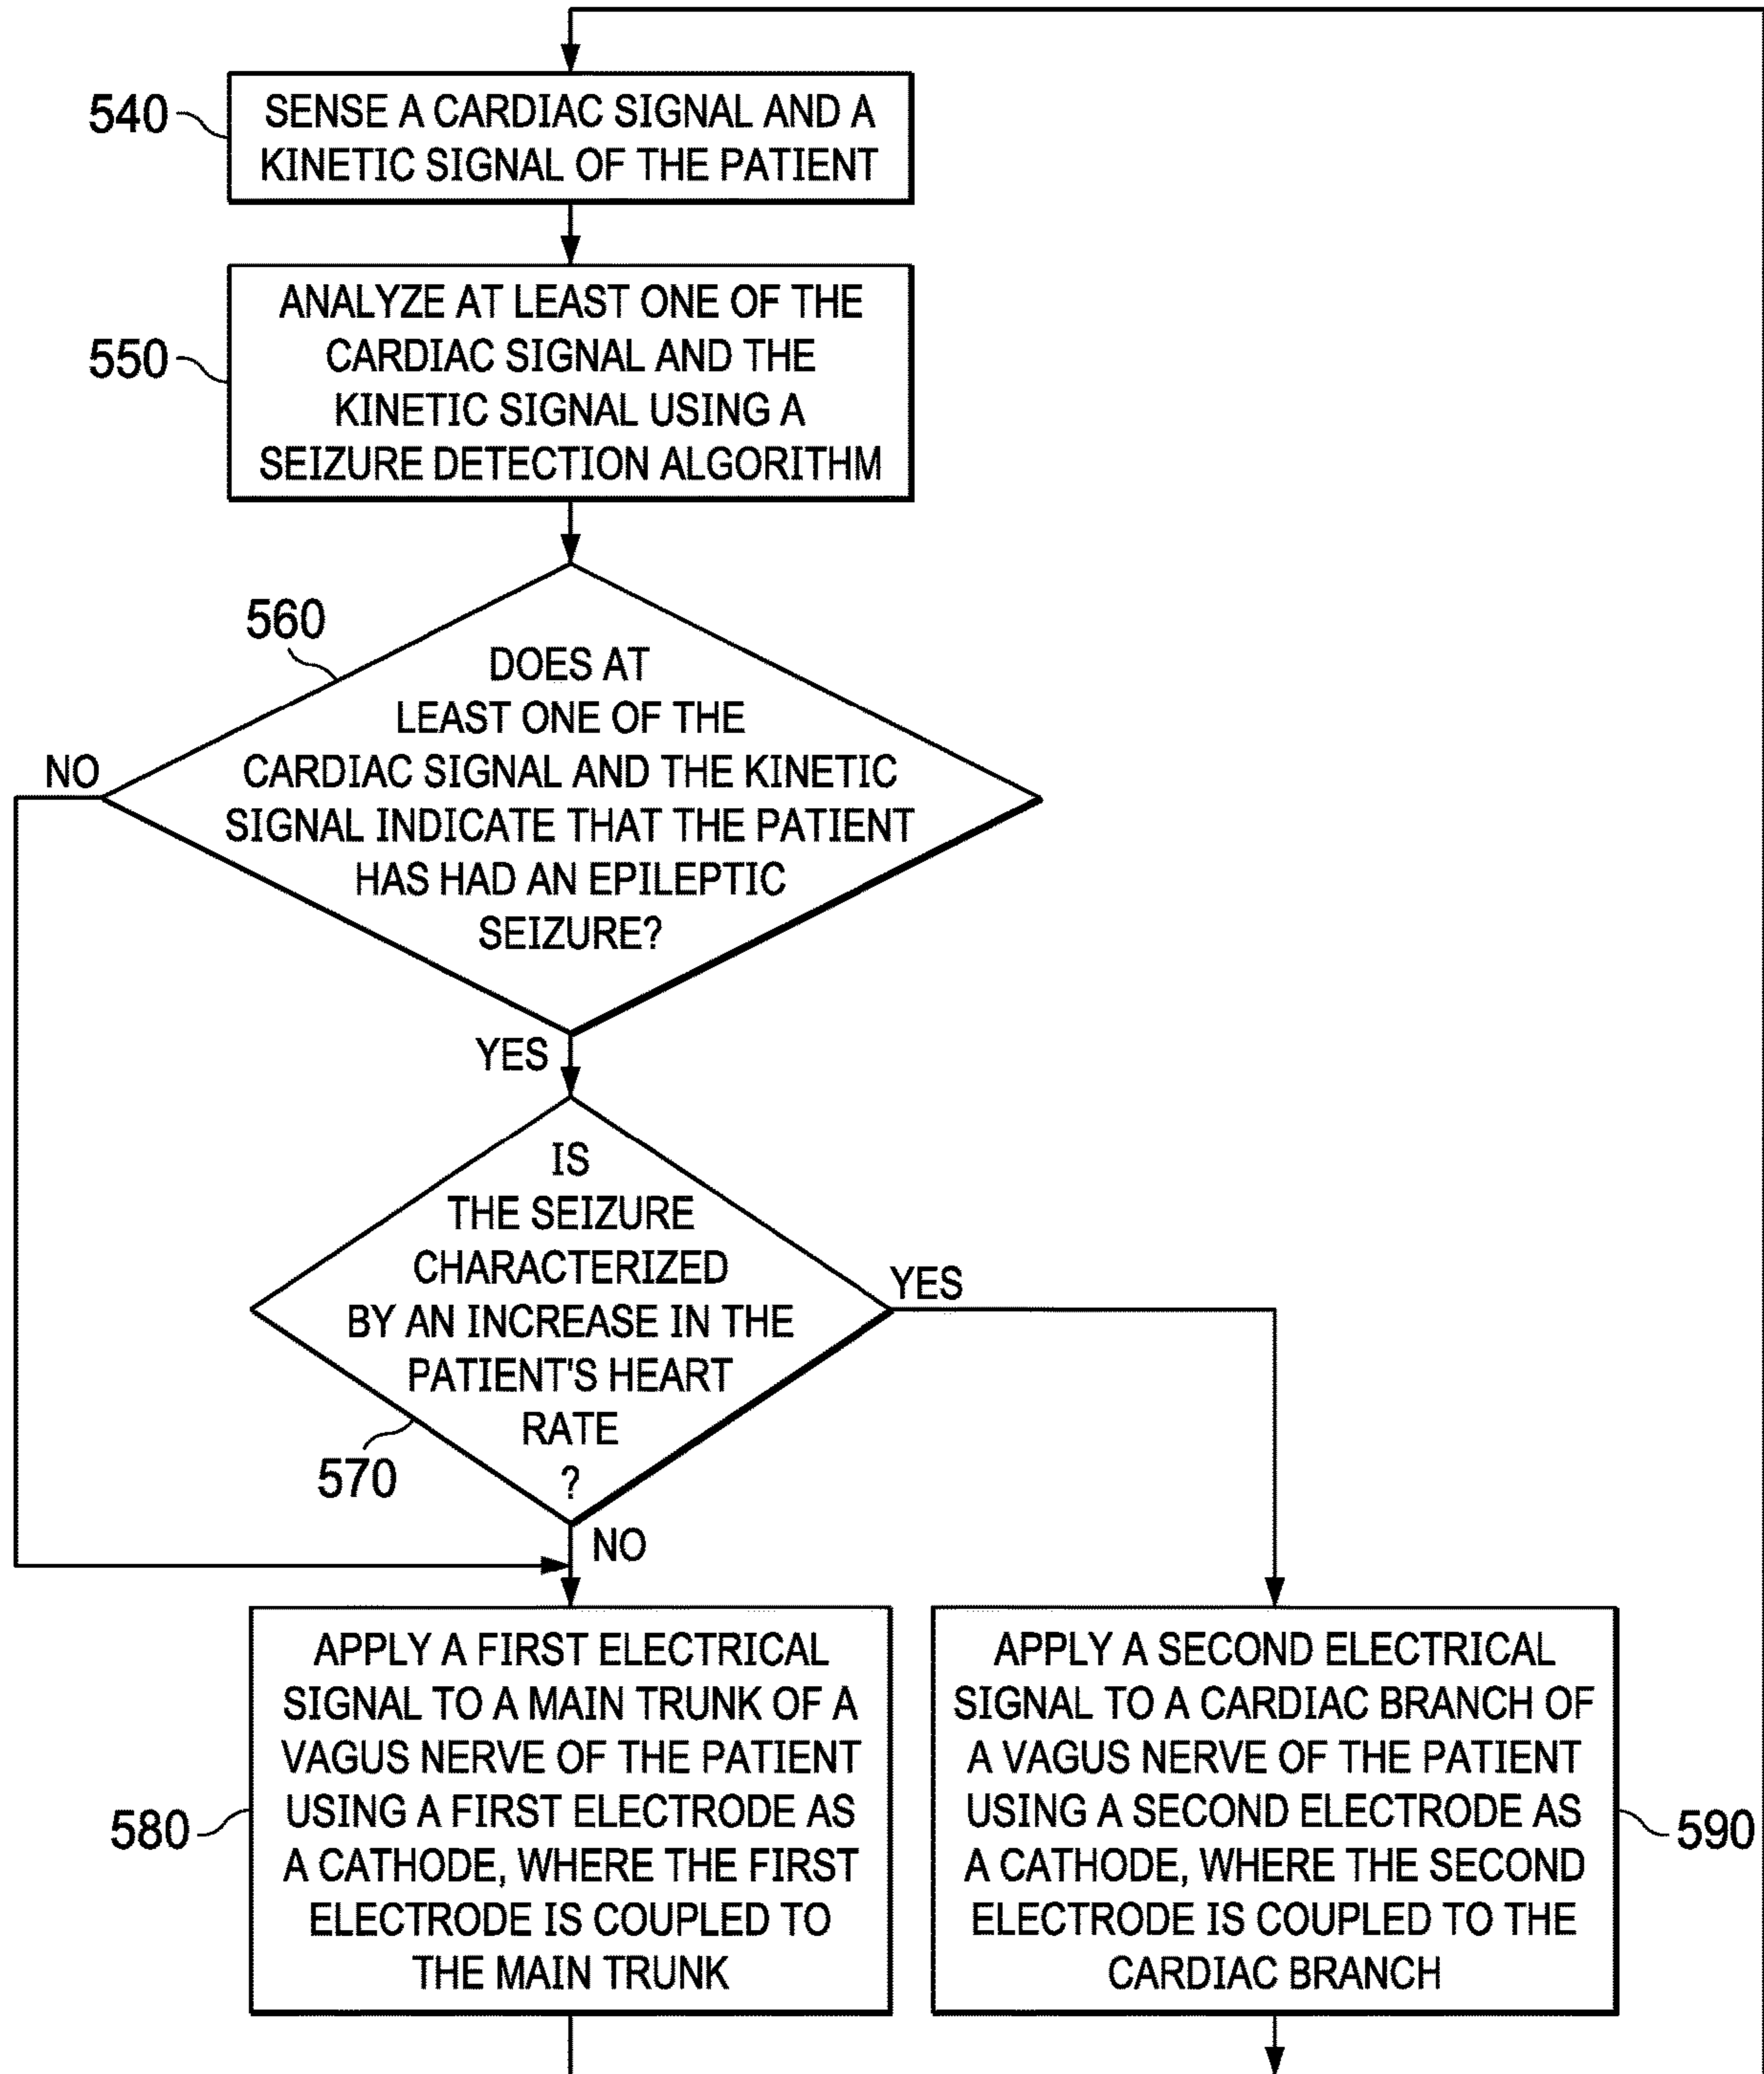 540
SENSE A CARDIAC SIGNAL AND A
KINETIC SIGNAL OF THE PATIENT
550
ANALYZE AT LEAST ONE OF THE
CARDIAC SIGNAL AND THE
KINETIC SIGNAL USING A
SEIZURE DETECTION ALGORITHM
560
DOES AT
LEAST ONE OF THE
CARDIAC SIGNAL AND THE KINETIC
SIGNAL INDICATE THAT THE PATIENT
HAS HAD AN EPILEPTIC
SEIZURE?
NO
YES
IS
THE SEIZURE
CHARACTERIZED
BY AN INCREASE IN THE
PATIENT'S HEART
RATE
?
570
YES
NO
APPLY A FIRST ELECTRICAL
SIGNAL TO A MAIN TRUNK OF A
VAGUS NERVE OF THE PATIENT
USING A FIRST ELECTRODE AS
A CATHODE, WHERE THE FIRST
ELECTRODE IS COUPLED TO
THE MAIN TRUNK
580
APPLY A SECOND ELECTRICAL
SIGNAL TO A CARDIAC BRANCH OF
A VAGUS NERVE OF THE PATIENT
USING A SECOND ELECTRODE AS
A CATHODE, WHERE THE SECOND
ELECTRODE IS COUPLED TO THE
CARDIAC BRANCH
590